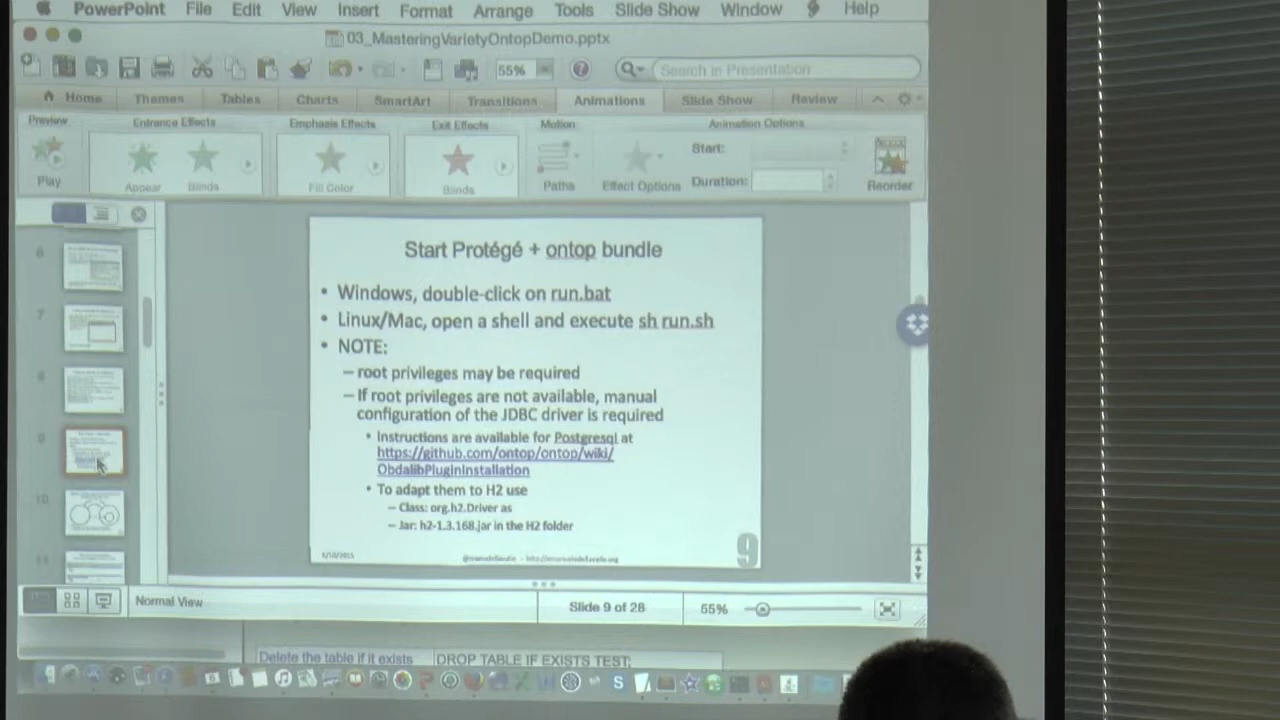 PowerPoint File Edit View Insert Format Arrange Tools Slide Show Window Help
03_MasteringVarietyOntopDemo.pptx
55%
Search in Presentation
Home Themes Tables Charts SmartArt Transitions Animations Slide Show Review
Preview Entrance Effects Emphasis Effects Exit Effects Motion Animation Options
Start:
Play Appear Blinds Fill Color Blinds Paths Effect Options Duration: Reorder
Start Protégé + ontop bundle
• Windows, double-click on run.bat
• Linux/Mac, open a shell and execute sh run.sh
• NOTE:
– root privileges may be required
– If root privileges are not available, manual
configuration of the JDBC driver is required
• Instructions are available for Postgresql at
https://github.com/ontop/ontop/wiki/
ObdalibPluginInstallation
• To adapt them to H2 use
– Class: org.h2.Driver as
– Jar: h2-1.3.168.jar in the H2 folder
9
6
7
8
9
10
11
Normal View
Slide 9 of 28
55%
Delete the table if it exists
DROP TABLE IF EXISTS TEST;